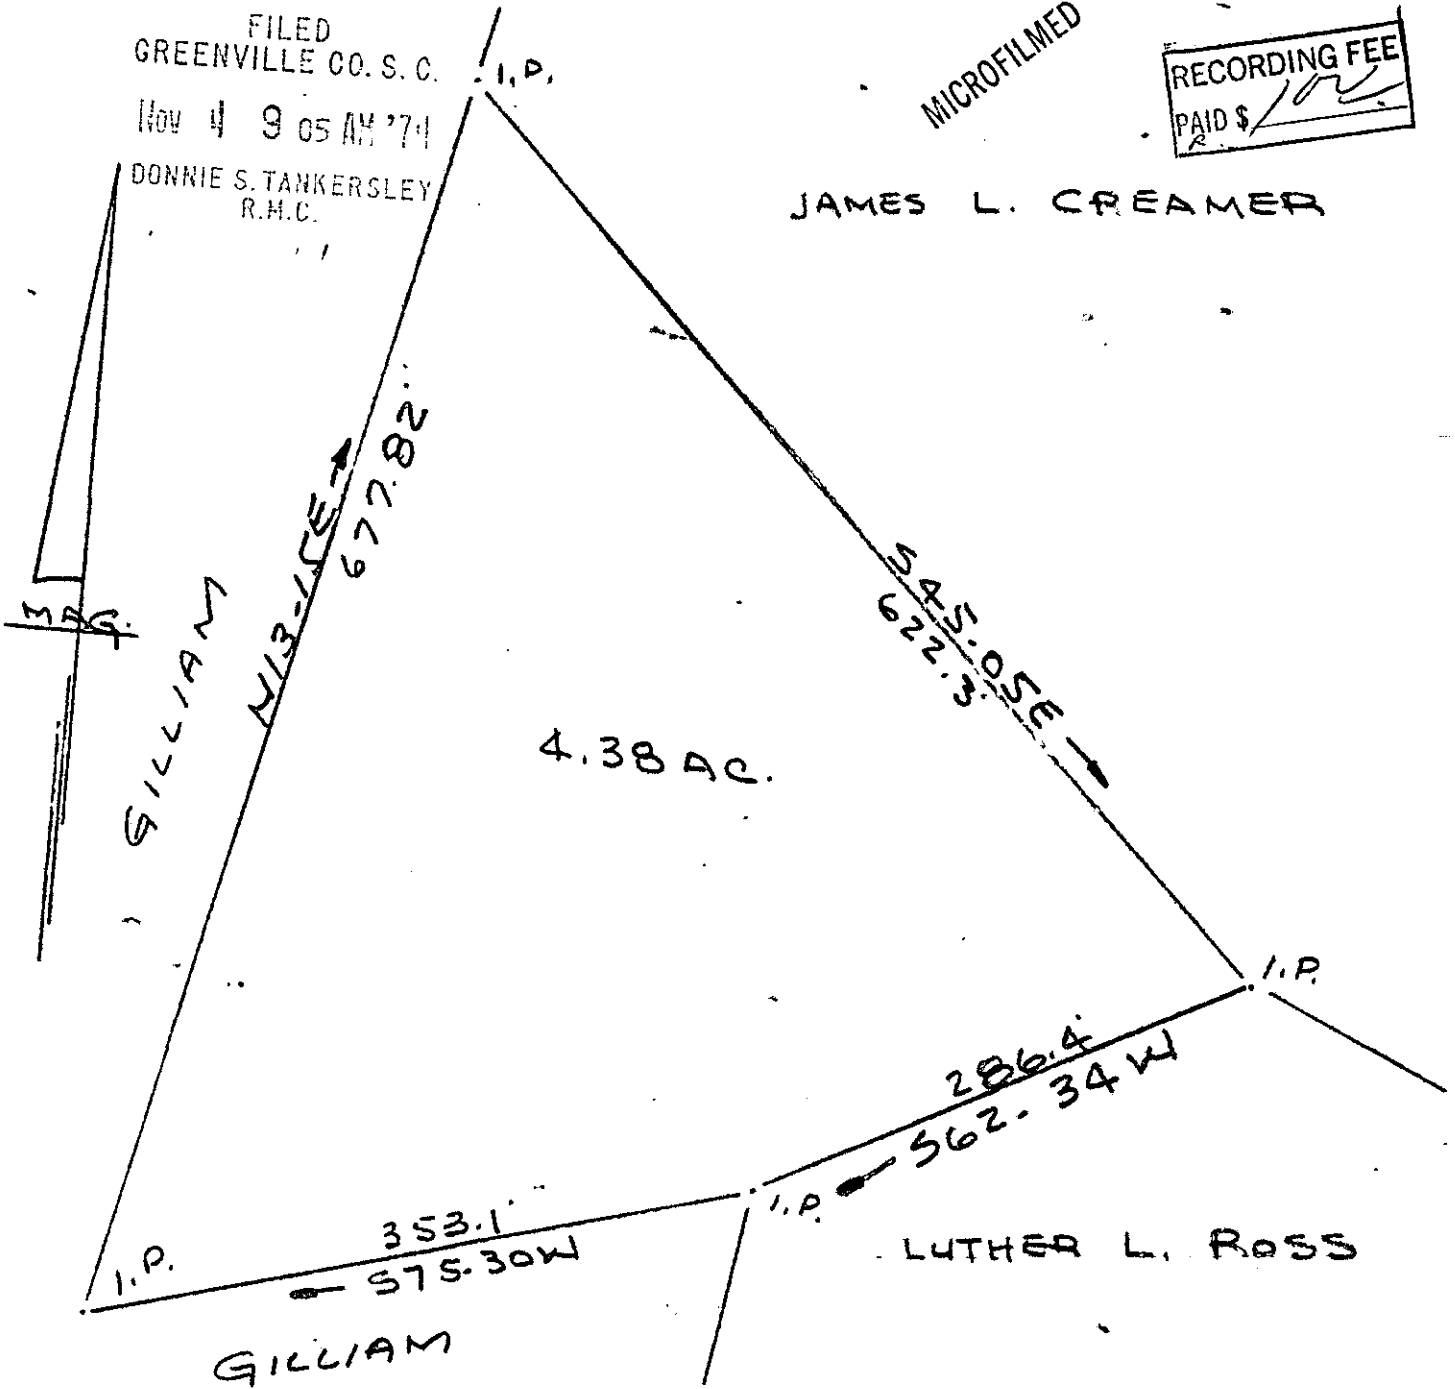 FILED
GREENVILLE CO. S. C.
Nov 4 9 05 AM '74
DONNIE S. TANKERSLEY
R.M.C.
I.P.
MICROFILMED
RECORDING FEE
PAID $
JAMES L. CREAMER
MAG.
GILLIAM
N13-15E
677.82
S45.05E
622.3
4.38 AC.
I.P.
286.4
S62-34W
I.P.
353.1
S75-30W
I.P.
LUTHER L. ROSS
GILLIAM